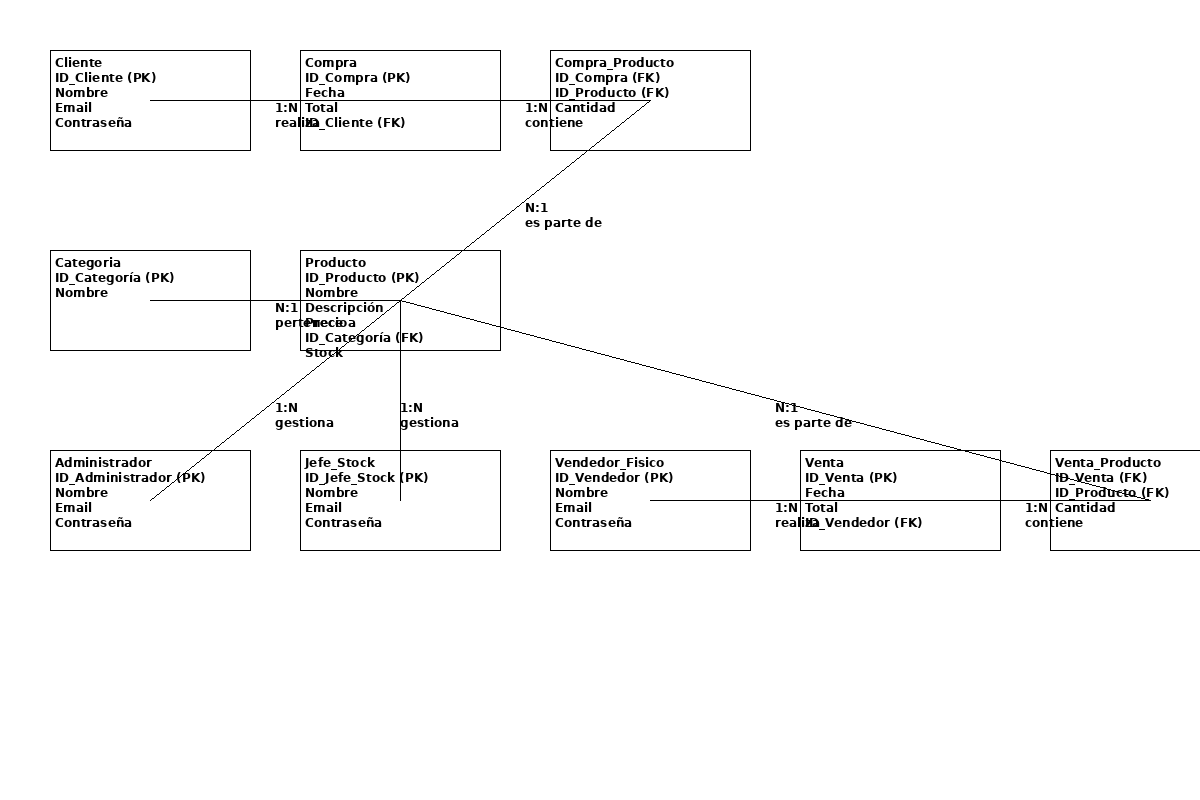 Cliente
ID_Cliente (PK)
Nombre
Email
Contraseña
1:N
realiza
Compra
ID_Compra (PK)
Fecha
Total
ID_Cliente (FK)
1:N
contiene
Compra_Producto
ID_Compra (FK)
ID_Producto (FK)
Cantidad
N:1
es parte de
Categoria
ID_Categoría (PK)
Nombre
N:1
pertenece a
Producto
ID_Producto (PK)
Nombre
Descripción
Precio
ID_Categoría (FK)
Stock
1:N
gestiona
1:N
gestiona
N:1
es parte de
Administrador
ID_Administrador (PK)
Nombre
Email
Contraseña
Jefe_Stock
ID_Jefe_Stock (PK)
Nombre
Email
Contraseña
Vendedor_Fisico
ID_Vendedor (PK)
Nombre
Email
Contraseña
1:N
realiza
Venta
ID_Venta (PK)
Fecha
Total
ID_Vendedor (FK)
1:N
contiene
Venta_Producto
ID_Venta (FK)
ID_Producto (FK)
Cantidad